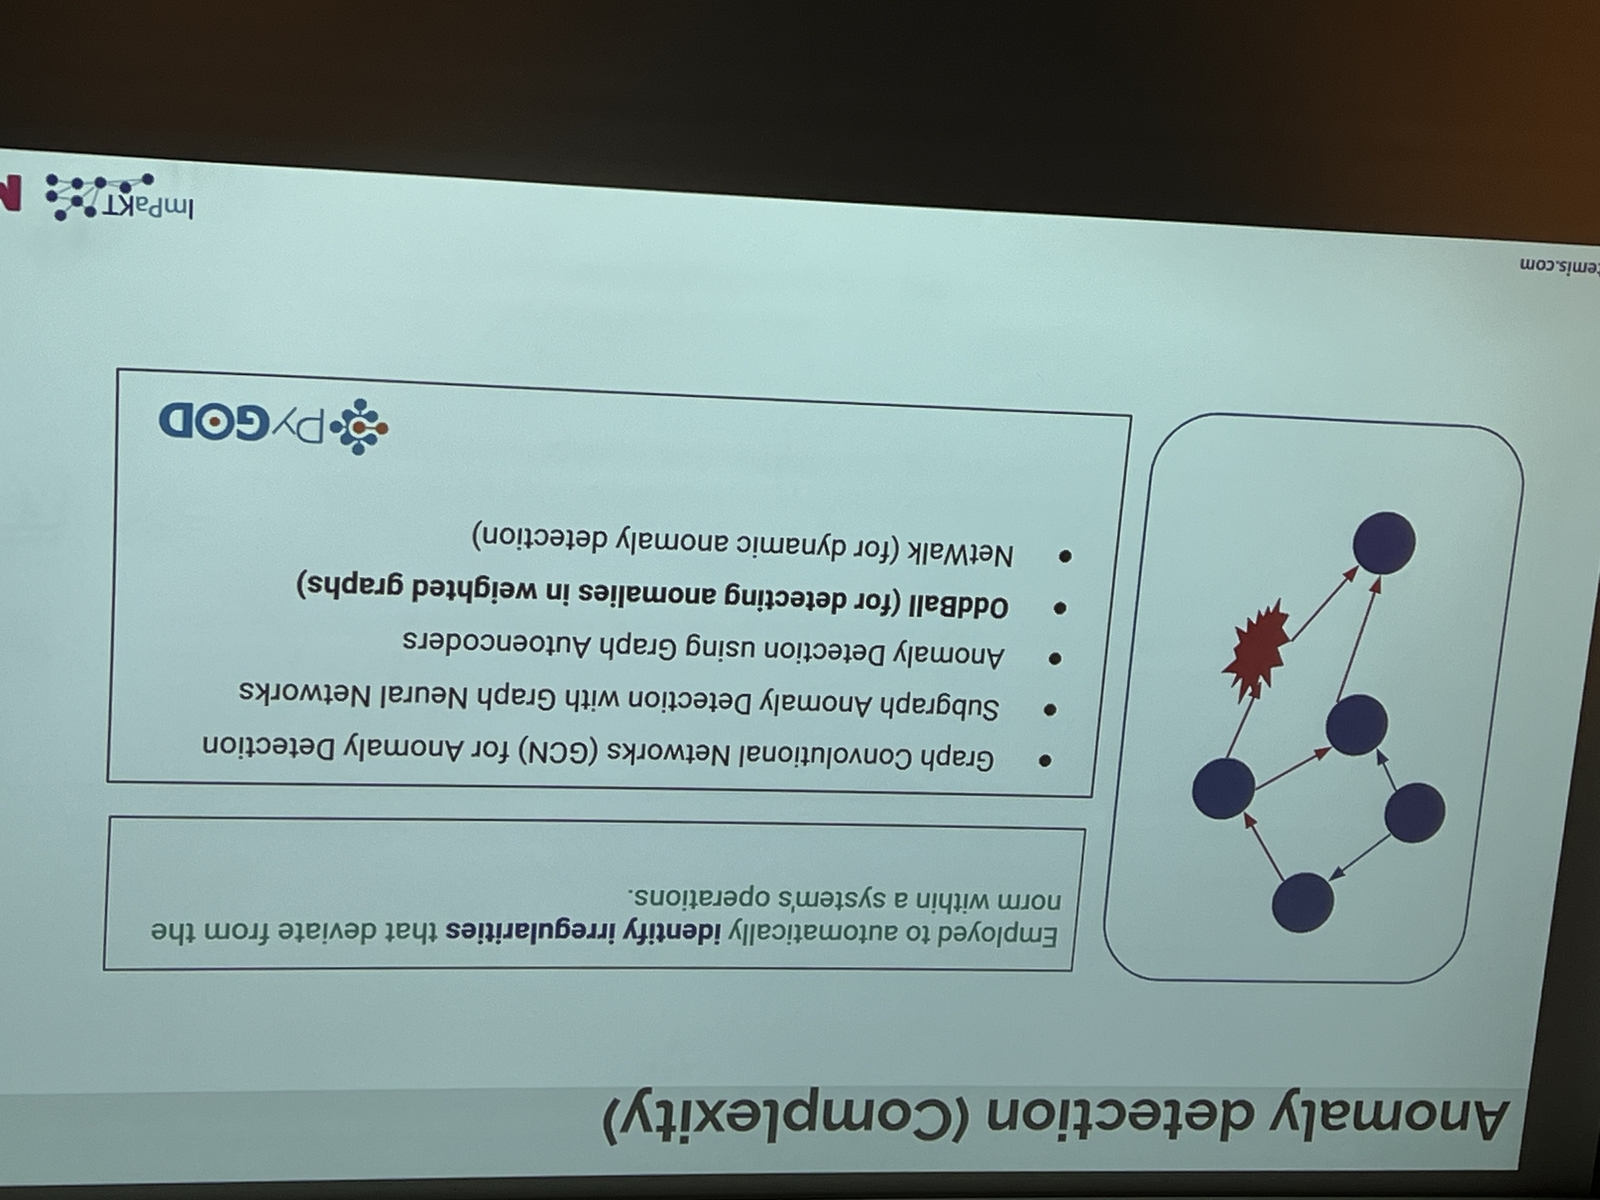 Anomaly detection (Complexity)
Employed to automatically identify irregularities that deviate from the
norm within a system's operations.
• Graph Convolutional Networks (GCN) for Anomaly Detection
• Subgraph Anomaly Detection with Graph Neural Networks
• Anomaly Detection using Graph Autoencoders
• OddBall (for detecting anomalies in weighted graphs)
• NetWalk (for dynamic anomaly detection)
PyGOD
temis.com
ImPaKT